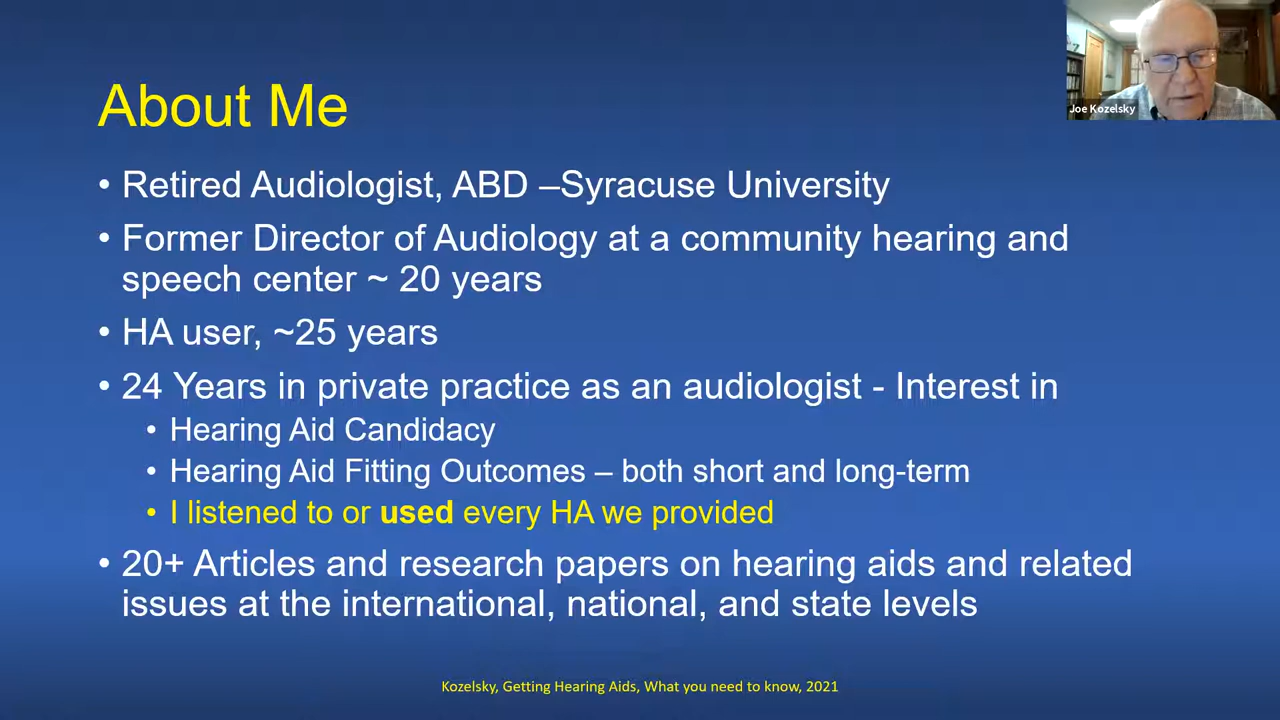 Joe Kozelsky
About Me
• Retired Audiologist, ABD –Syracuse University
• Former Director of Audiology at a community hearing and
speech center ~ 20 years
• HA user, ~25 years
• 24 Years in private practice as an audiologist - Interest in
• Hearing Aid Candidacy
• Hearing Aid Fitting Outcomes – both short and long-term
• I listened to or used every HA we provided
• 20+ Articles and research papers on hearing aids and related
issues at the international, national, and state levels
Kozelsky, Getting Hearing Aids, What you need to know, 2021